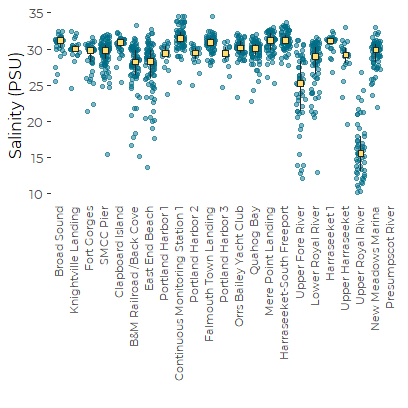 Salinity (PSU)
35
30
25
20
15
10
Broad Sound
Knightville Landing
Fort Gorges
SMCC Pier
Clapboard Island
B&M Railroad /Back Cove
East End Beach
Portland Harbor 1
Continuous Monitoring Station 1
Portland Harbor 2
Falmouth Town Landing
Portland Harbor 3
Orrs Bailey Yacht Club
Quahog Bay
Mere Point Landing
Harraseeket-South Freeport
Upper Fore River
Lower Royal River
Harraseeket 1
Upper Harraseeket
Upper Royal River
New Meadows Marina
Presumpscot River